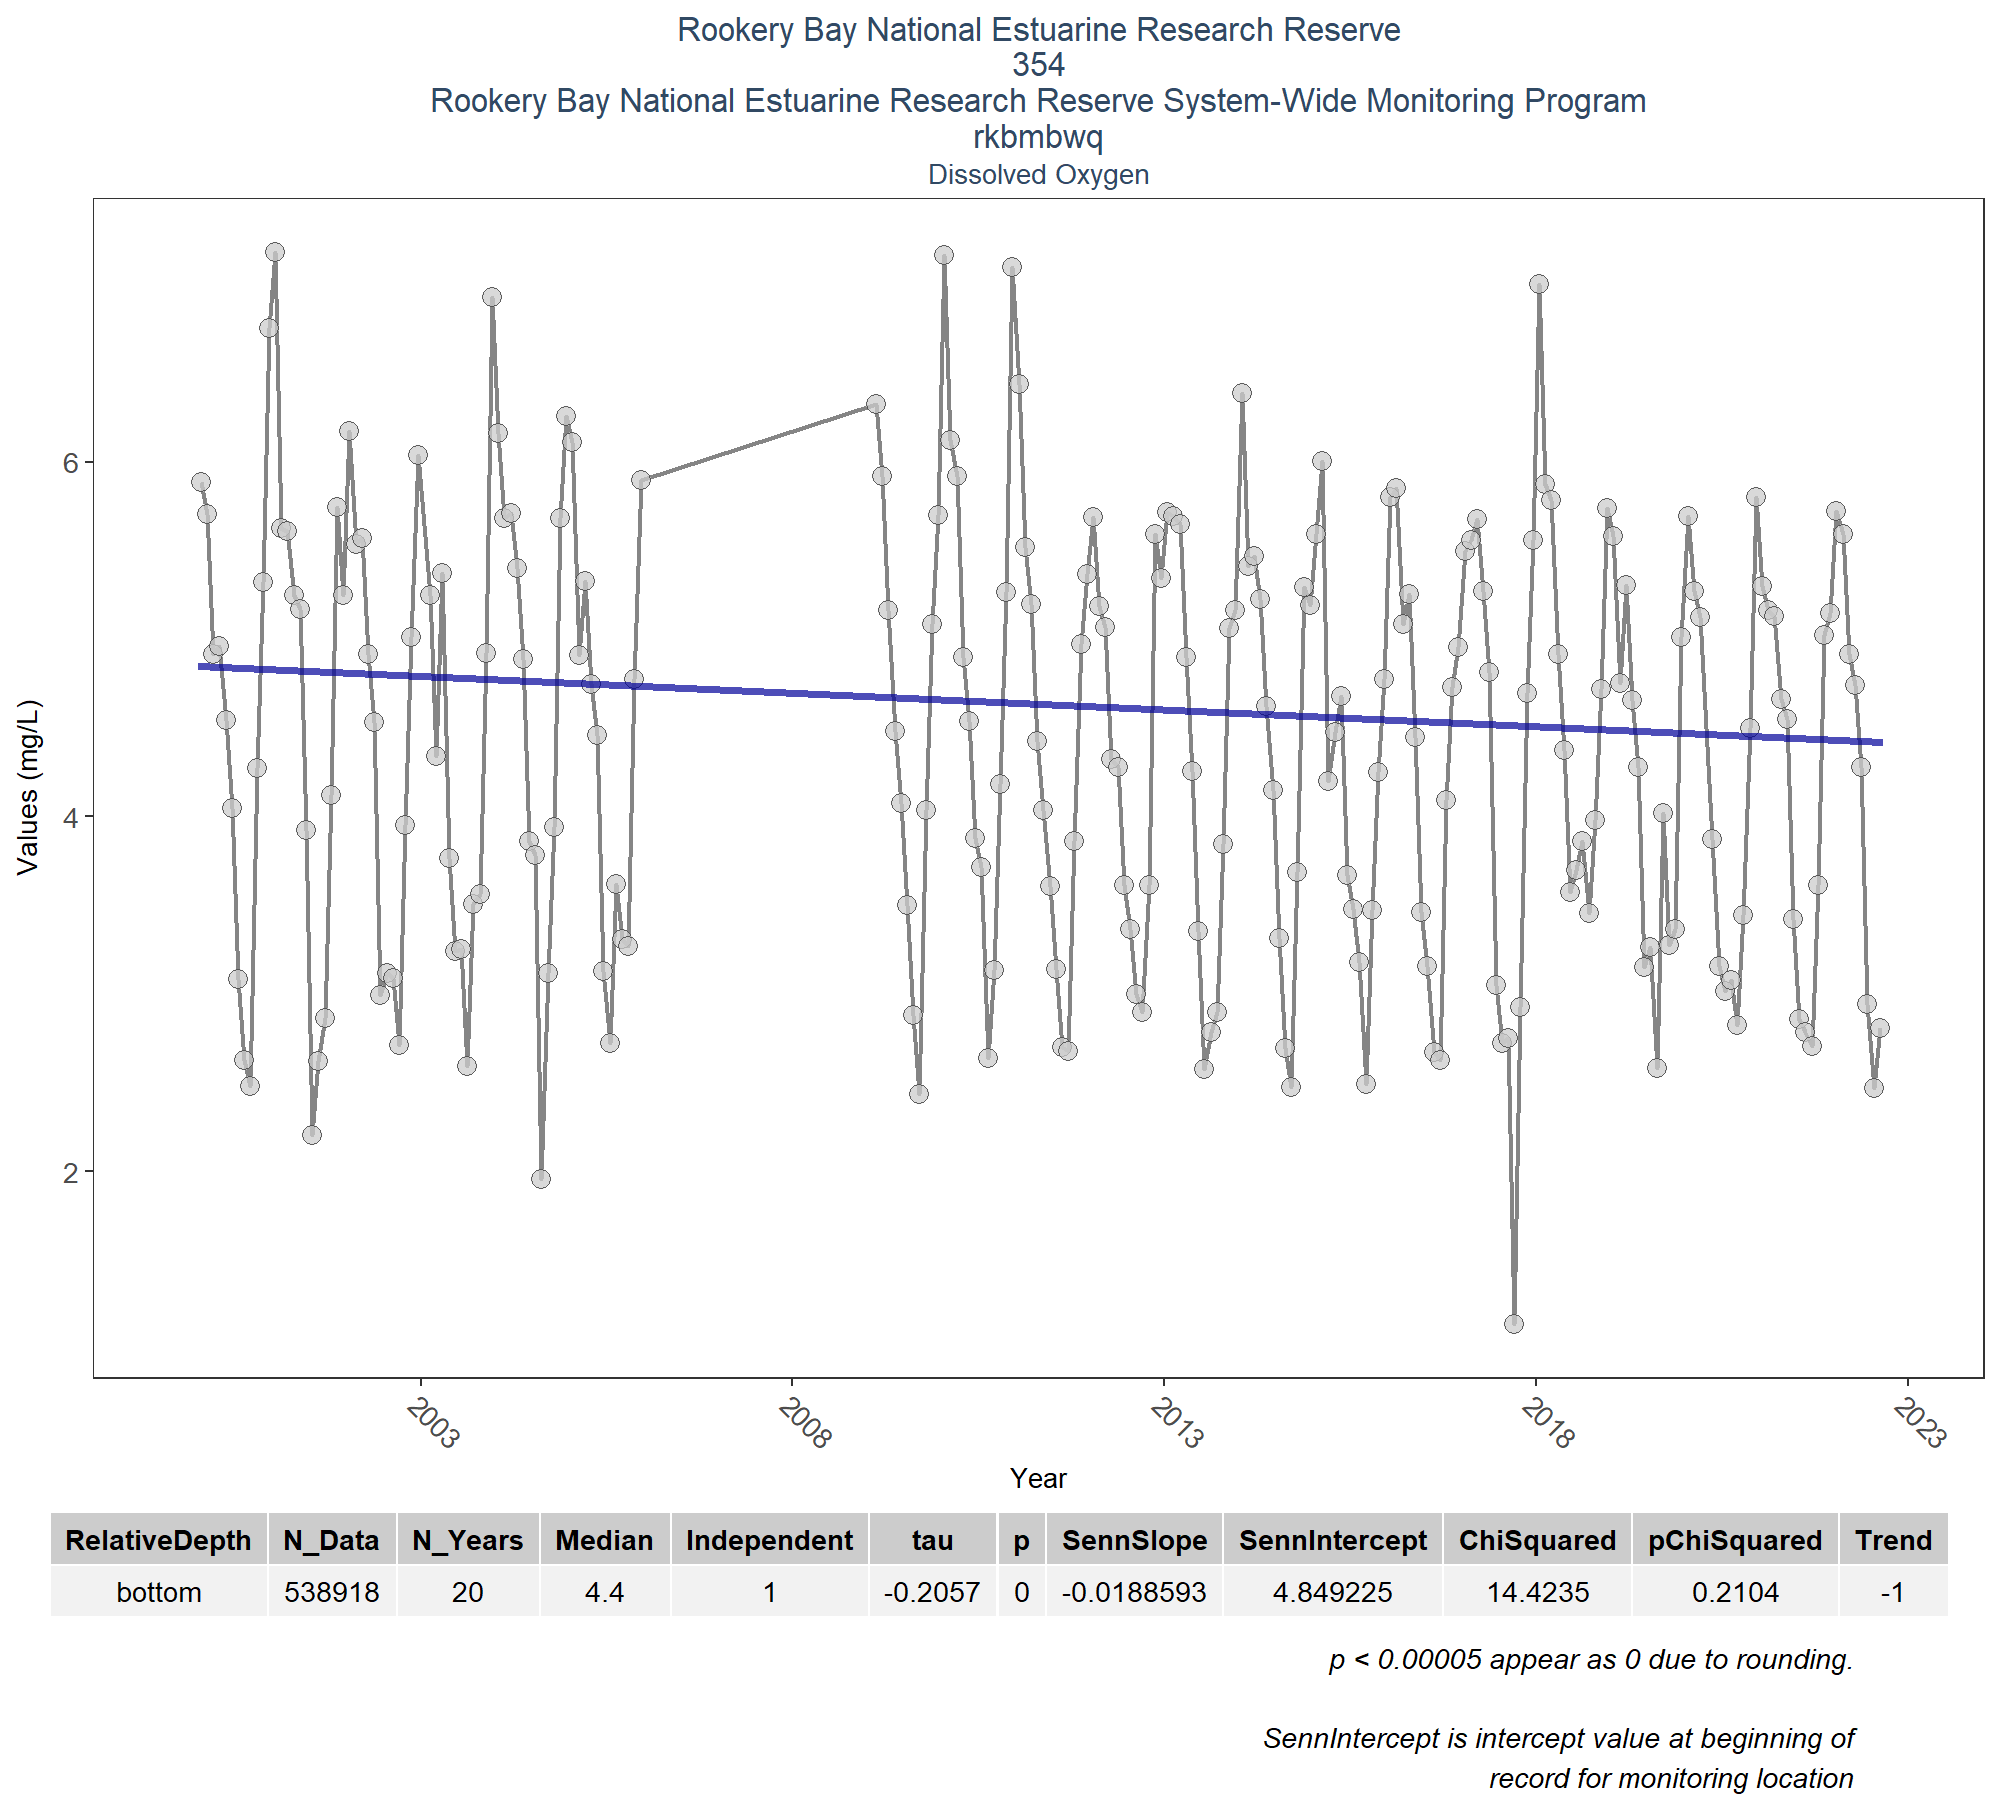 Rookery Bay National Estuarine Research Reserve
354
Rookery Bay National Estuarine Research Reserve System-Wide Monitoring Program
rkbmbwq
Dissolved Oxygen
Values (mg/L)
6
4
2
2003 2008 2013 2018 2023
Year
RelativeDepth N_Data N_Years Median Independent tau p SennSlope SennIntercept ChiSquared pChiSquared Trend
bottom 538918 20 4.4 1 -0.2057 0 -0.0188593 4.849225 14.4235 0.2104 -1
p < 0.00005 appear as 0 due to rounding.
SennIntercept is intercept value at beginning of
record for monitoring location